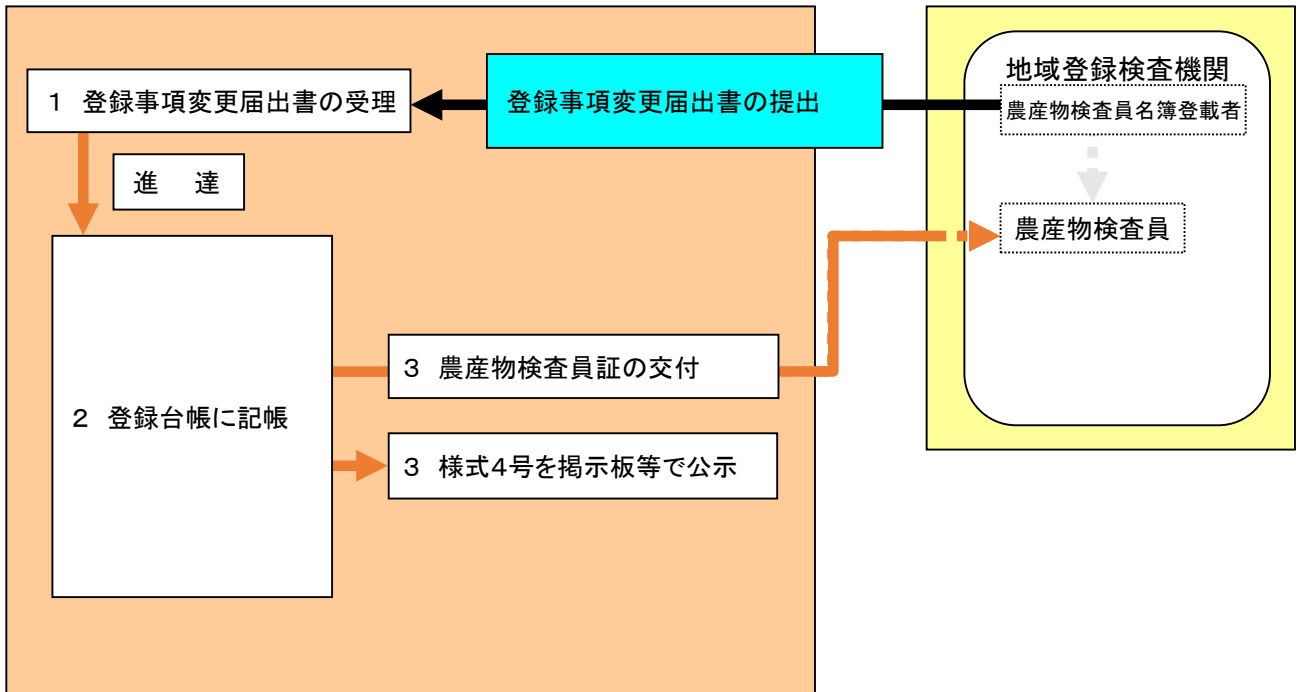 地域登録検査機関
農産物検査員名簿登載者
農産物検査員
登録事項変更届出書の提出
1　登録事項変更届出書の受理
進　達
2　登録台帳に記帳
3　農産物検査員証の交付
3　様式4号を掲示板等で公示